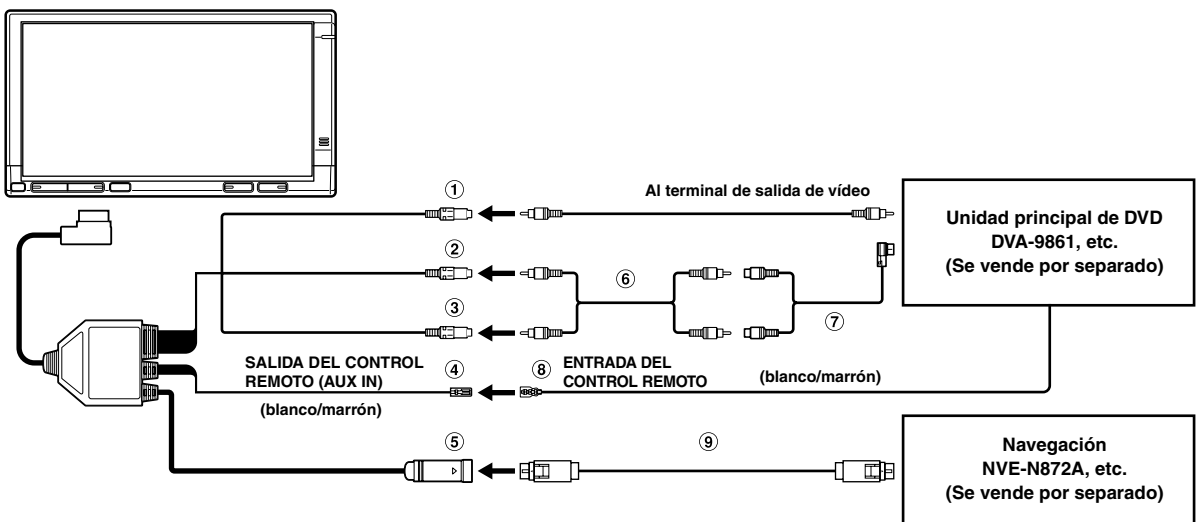 ①
Al terminal de salida de vídeo
Unidad principal de DVD
DVA-9861, etc.
(Se vende por separado)
②
⑥
③
⑦
SALIDA DEL CONTROL
REMOTO (AUX IN)
(blanco/marrón)
④
⑧
ENTRADA DEL
CONTROL REMOTO
(blanco/marrón)
⑤
⑨
Navegación
NVE-N872A, etc.
(Se vende por separado)